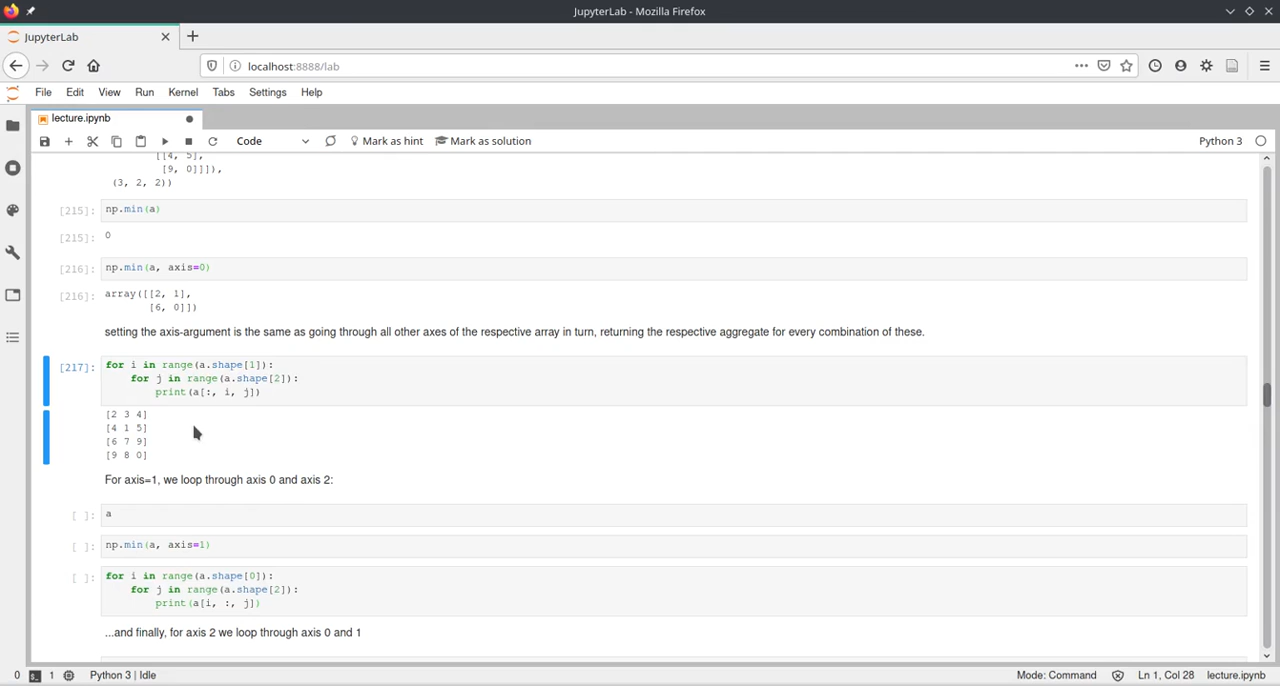 JupyterLab - Mozilla Firefox
JupyterLab
localhost:8888/lab
File Edit View Run Kernel Tabs Settings Help
lecture.ipynb
Code Mark as hint Mark as solution Python 3
[[4, 5],
[9, 0]]]),
(3, 2, 2))
[215]: np.min(a)
[215]: 0
[216]: np.min(a, axis=0)
[216]: array([[2, 1],
[6, 0]])
setting the axis-argument is the same as going through all other axes of the respective array in turn, returning the respective aggregate for every combination of these.
[217]: for i in range(a.shape[1]):
for j in range(a.shape[2]):
print(a[:, i, j])
[2 3 4]
[4 1 5]
[6 7 9]
[9 8 0]
For axis=1, we loop through axis 0 and axis 2:
[ ]: a
[ ]: np.min(a, axis=1)
[ ]: for i in range(a.shape[0]):
for j in range(a.shape[2]):
print(a[i, :, j])
...and finally, for axis 2 we loop through axis 0 and 1
0 1 Python 3 | Idle Mode: Command Ln 1, Col 28 lecture.ipynb